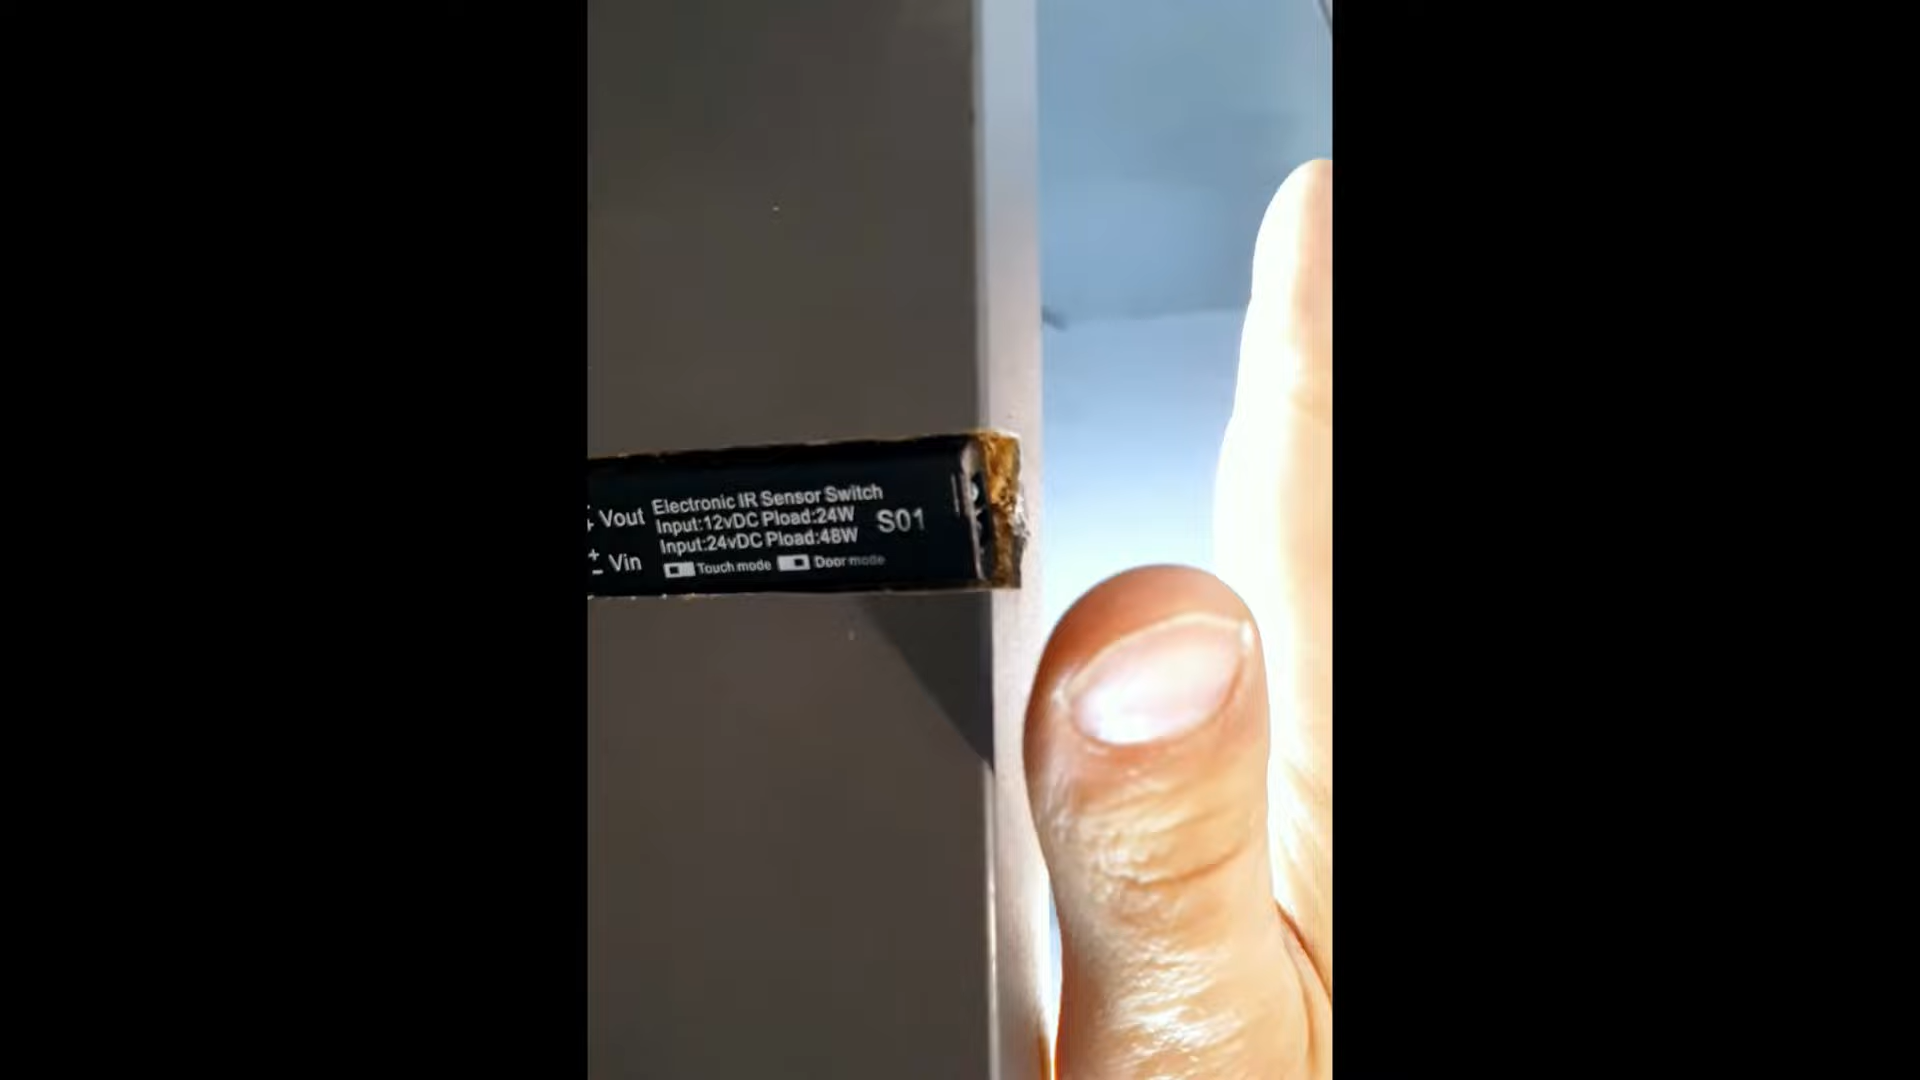 +
- Vout
+
- Vin
Electronic IR Sensor Switch
Input:12vDC Pload:24W
Input:24vDC Pload:48W
S01
Touch mode Door mode